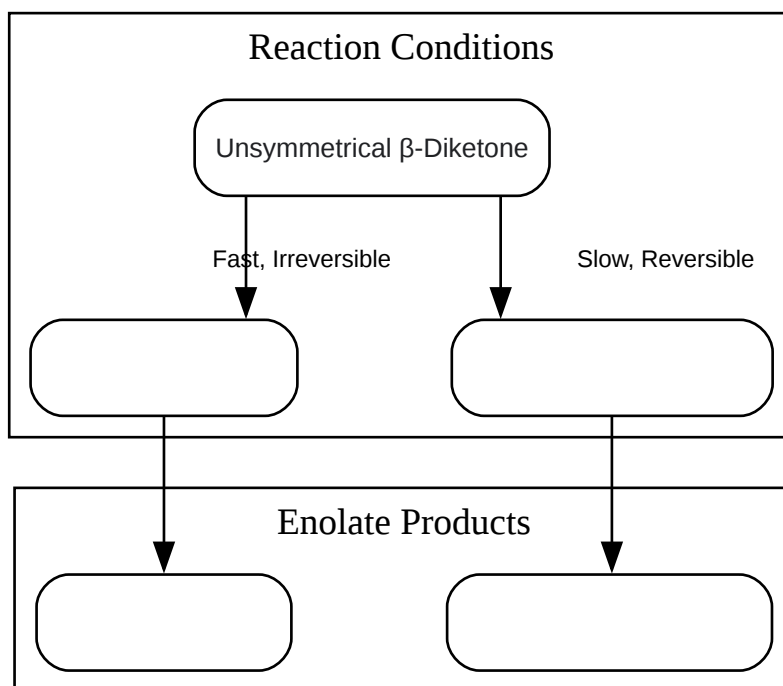 Reaction Conditions
Unsymmetrical β-Diketone
Fast, Irreversible
Slow, Reversible
Enolate Products